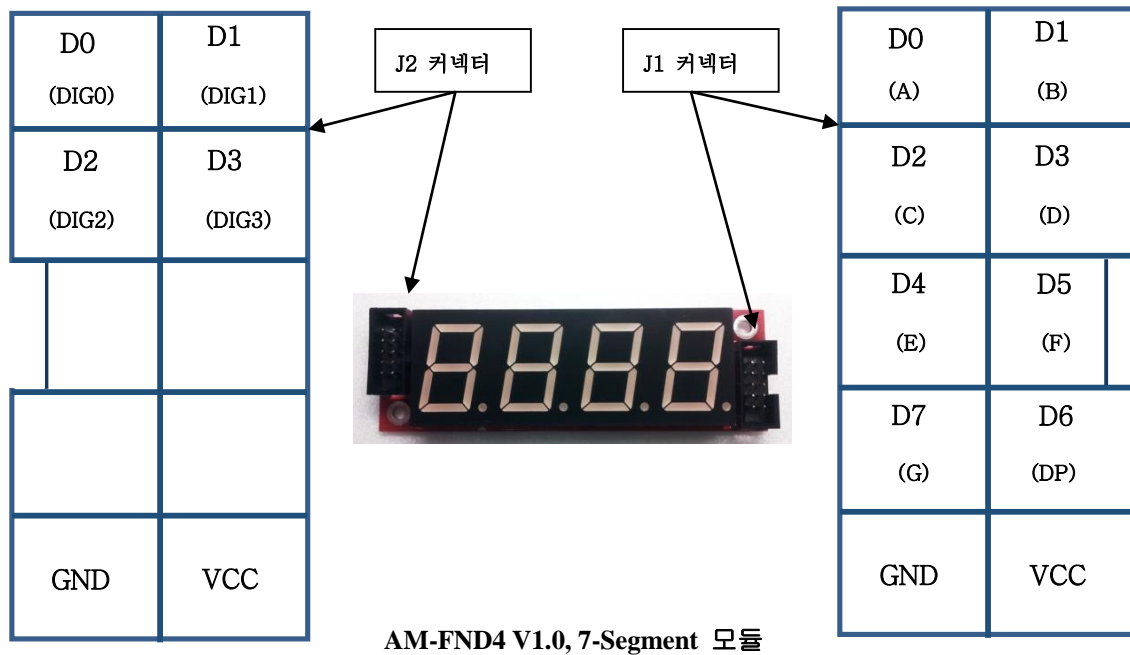 D0 D1
(DIG0) (DIG1)
D2 D3
(DIG2) (DIG3)
GND VCC
J2 커넥터
J1 커넥터
D0 D1
(A) (B)
D2 D3
(C) (D)
D4 D5
(E) (F)
D7 D6
(G) (DP)
GND VCC
AM-FND4 V1.0, 7-Segment 모듈